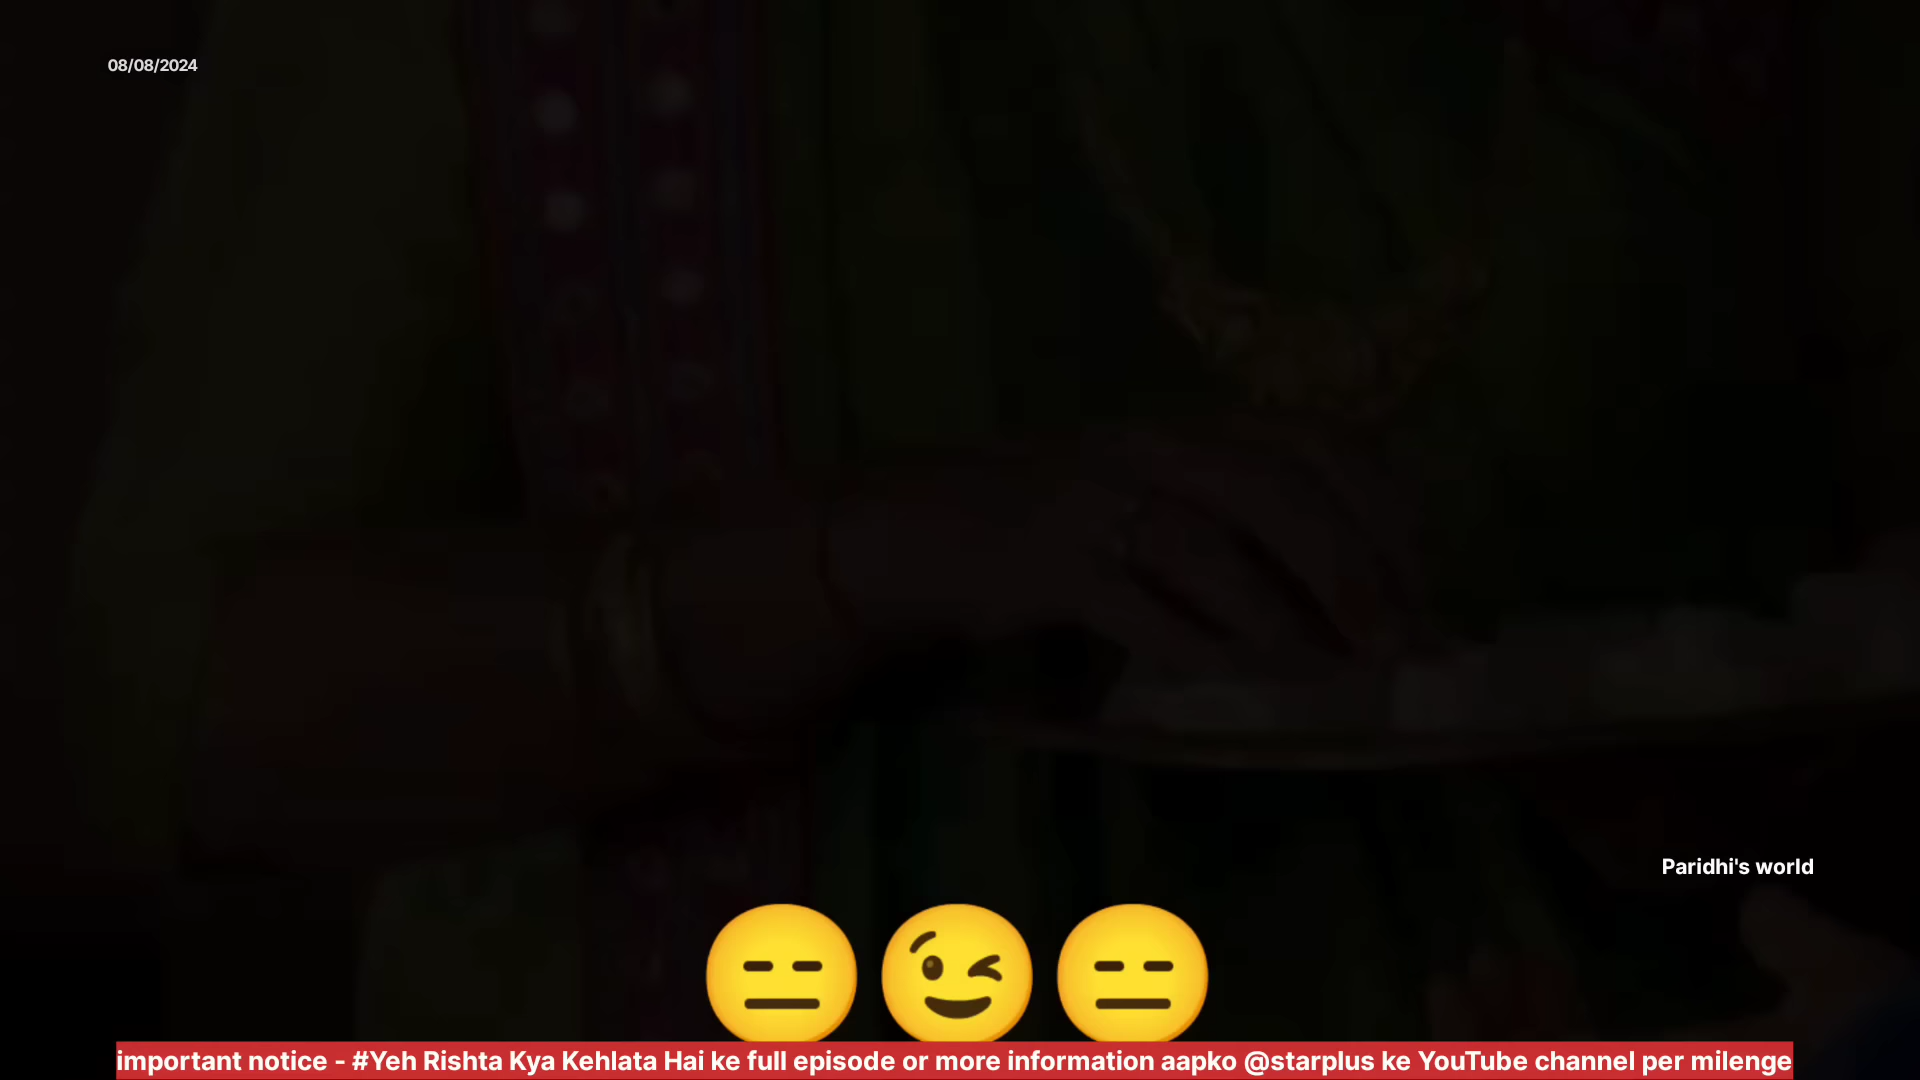 08/08/2024
Paridhi's world
important notice - #Yeh Rishta Kya Kehlata Hai ke full episode or more information aapko @starplus ke YouTube channel per milenge